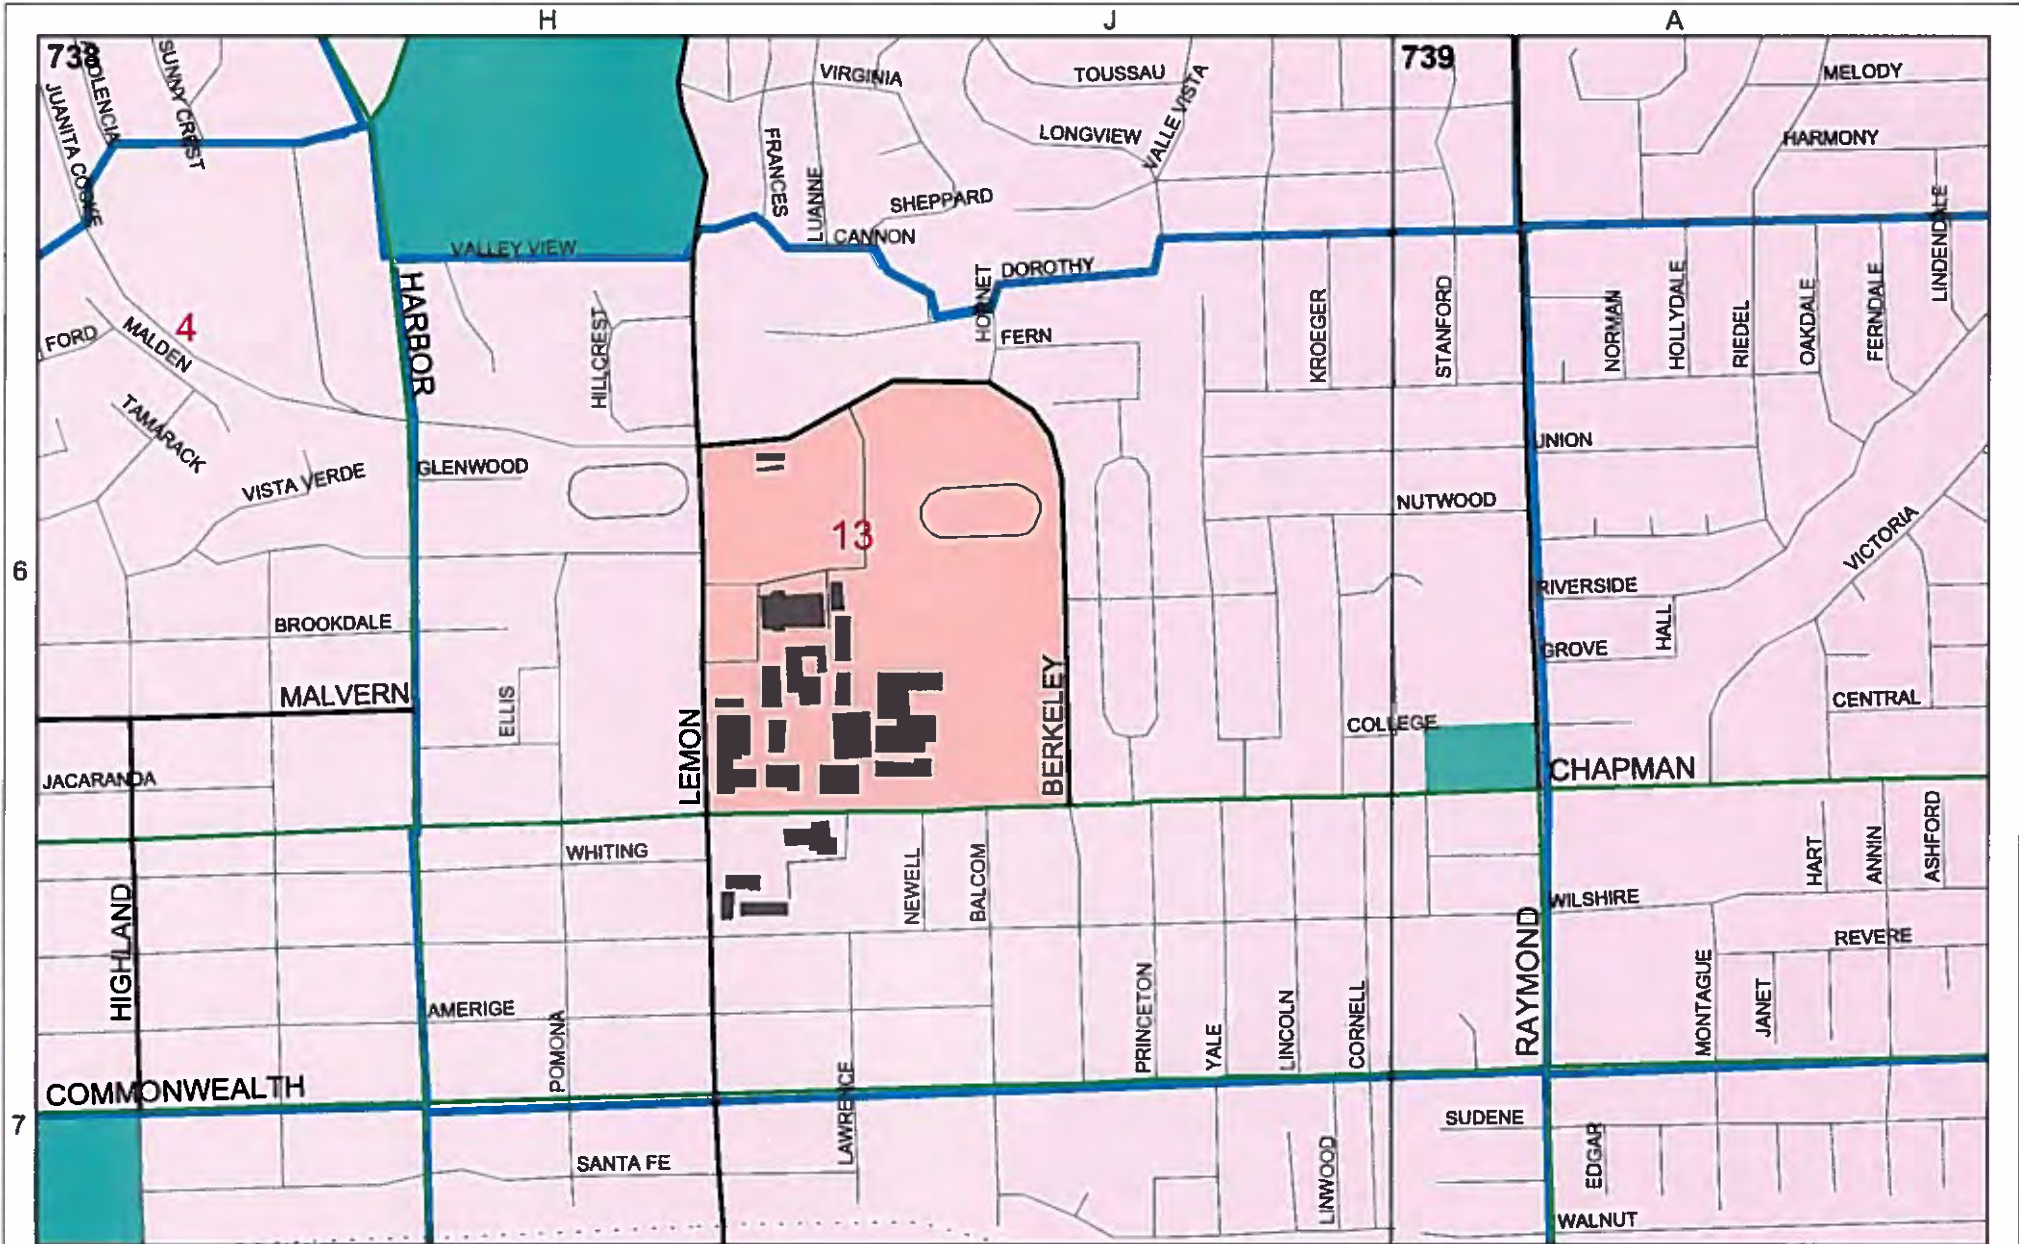 H
J
A
738
739
ADOLENCIA
SUNNY CREST
JUANITA COOKE
VIRGINIA
TOUSSAU
VALLE VISTA
MELODY
LONGVIEW
HARMONY
FRANCES
LUANNE
SHEPPARD
LINDENDALE
CANNON
VALLEY VIEW
HORNET
DOROTHY
HARBOR
FORD
MALDEN
4
HILLCREST
FERN
KROEGER
STANFORD
NORMAN
HOLLYDALE
RIEDEL
OAKDALE
FERNDALE
TAMARACK
UNION
VISTA VERDE
GLENWOOD
NUTWOOD
VICTORIA
13
6
RIVERSIDE
BROOKDALE
HALL
GROVE
MALVERN
ELLIS
LEMON
BERKELEY
CENTRAL
COLLEGE
JACARANDA
CHAPMAN
WHITING
HART
ANNIN
ASHFORD
HIGHLAND
NEWELL
BALCOM
WILSHIRE
REVERE
RAYMOND
AMERIGE
POMONA
PRINCETON
YALE
LINCOLN
CORNELL
MONTAGUE
JANET
COMMONWEALTH
7
LAWRENCE
SUDENE
SANTA FE
LINWOOD
EDGAR
WALNUT